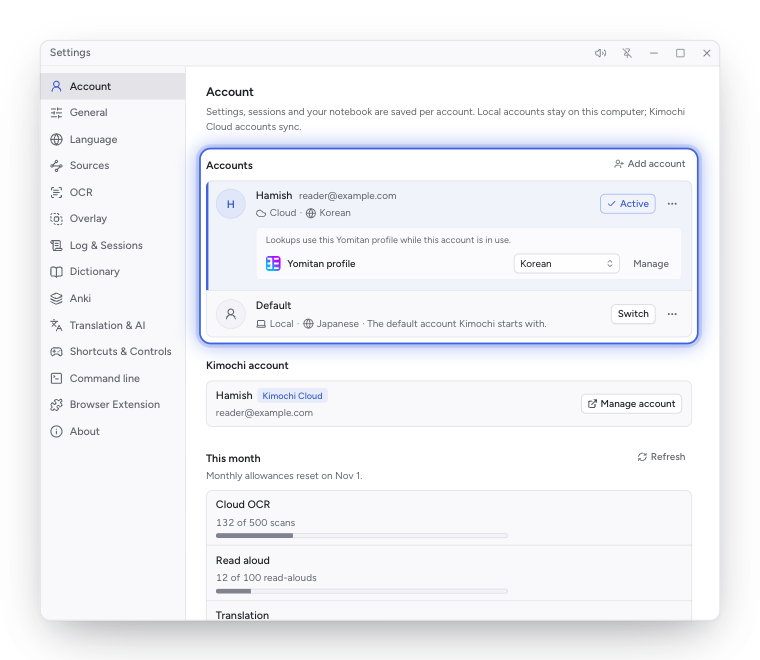 Settings
Account
General
Language
Sources
OCR
Overlay
Log & Sessions
Dictionary
Anki
Translation & AI
Shortcuts & Controls
Command line
Browser Extension
About
Account
Settings, sessions and your notebook are saved per account. Local accounts stay on this computer; Kimochi
Cloud accounts sync.
Accounts
Add account
H
Hamish reader@example.com
Active
Cloud · Korean
Lookups use this Yomitan profile while this account is in use.
Yomitan profile
Korean
Manage
Default
Local · Japanese · The default account Kimochi starts with.
Switch
Kimochi account
Hamish Kimochi Cloud
reader@example.com
Manage account
This month
Refresh
Monthly allowances reset on Nov 1.
Cloud OCR
132 of 500 scans
Read aloud
12 of 100 read-alouds
Translation